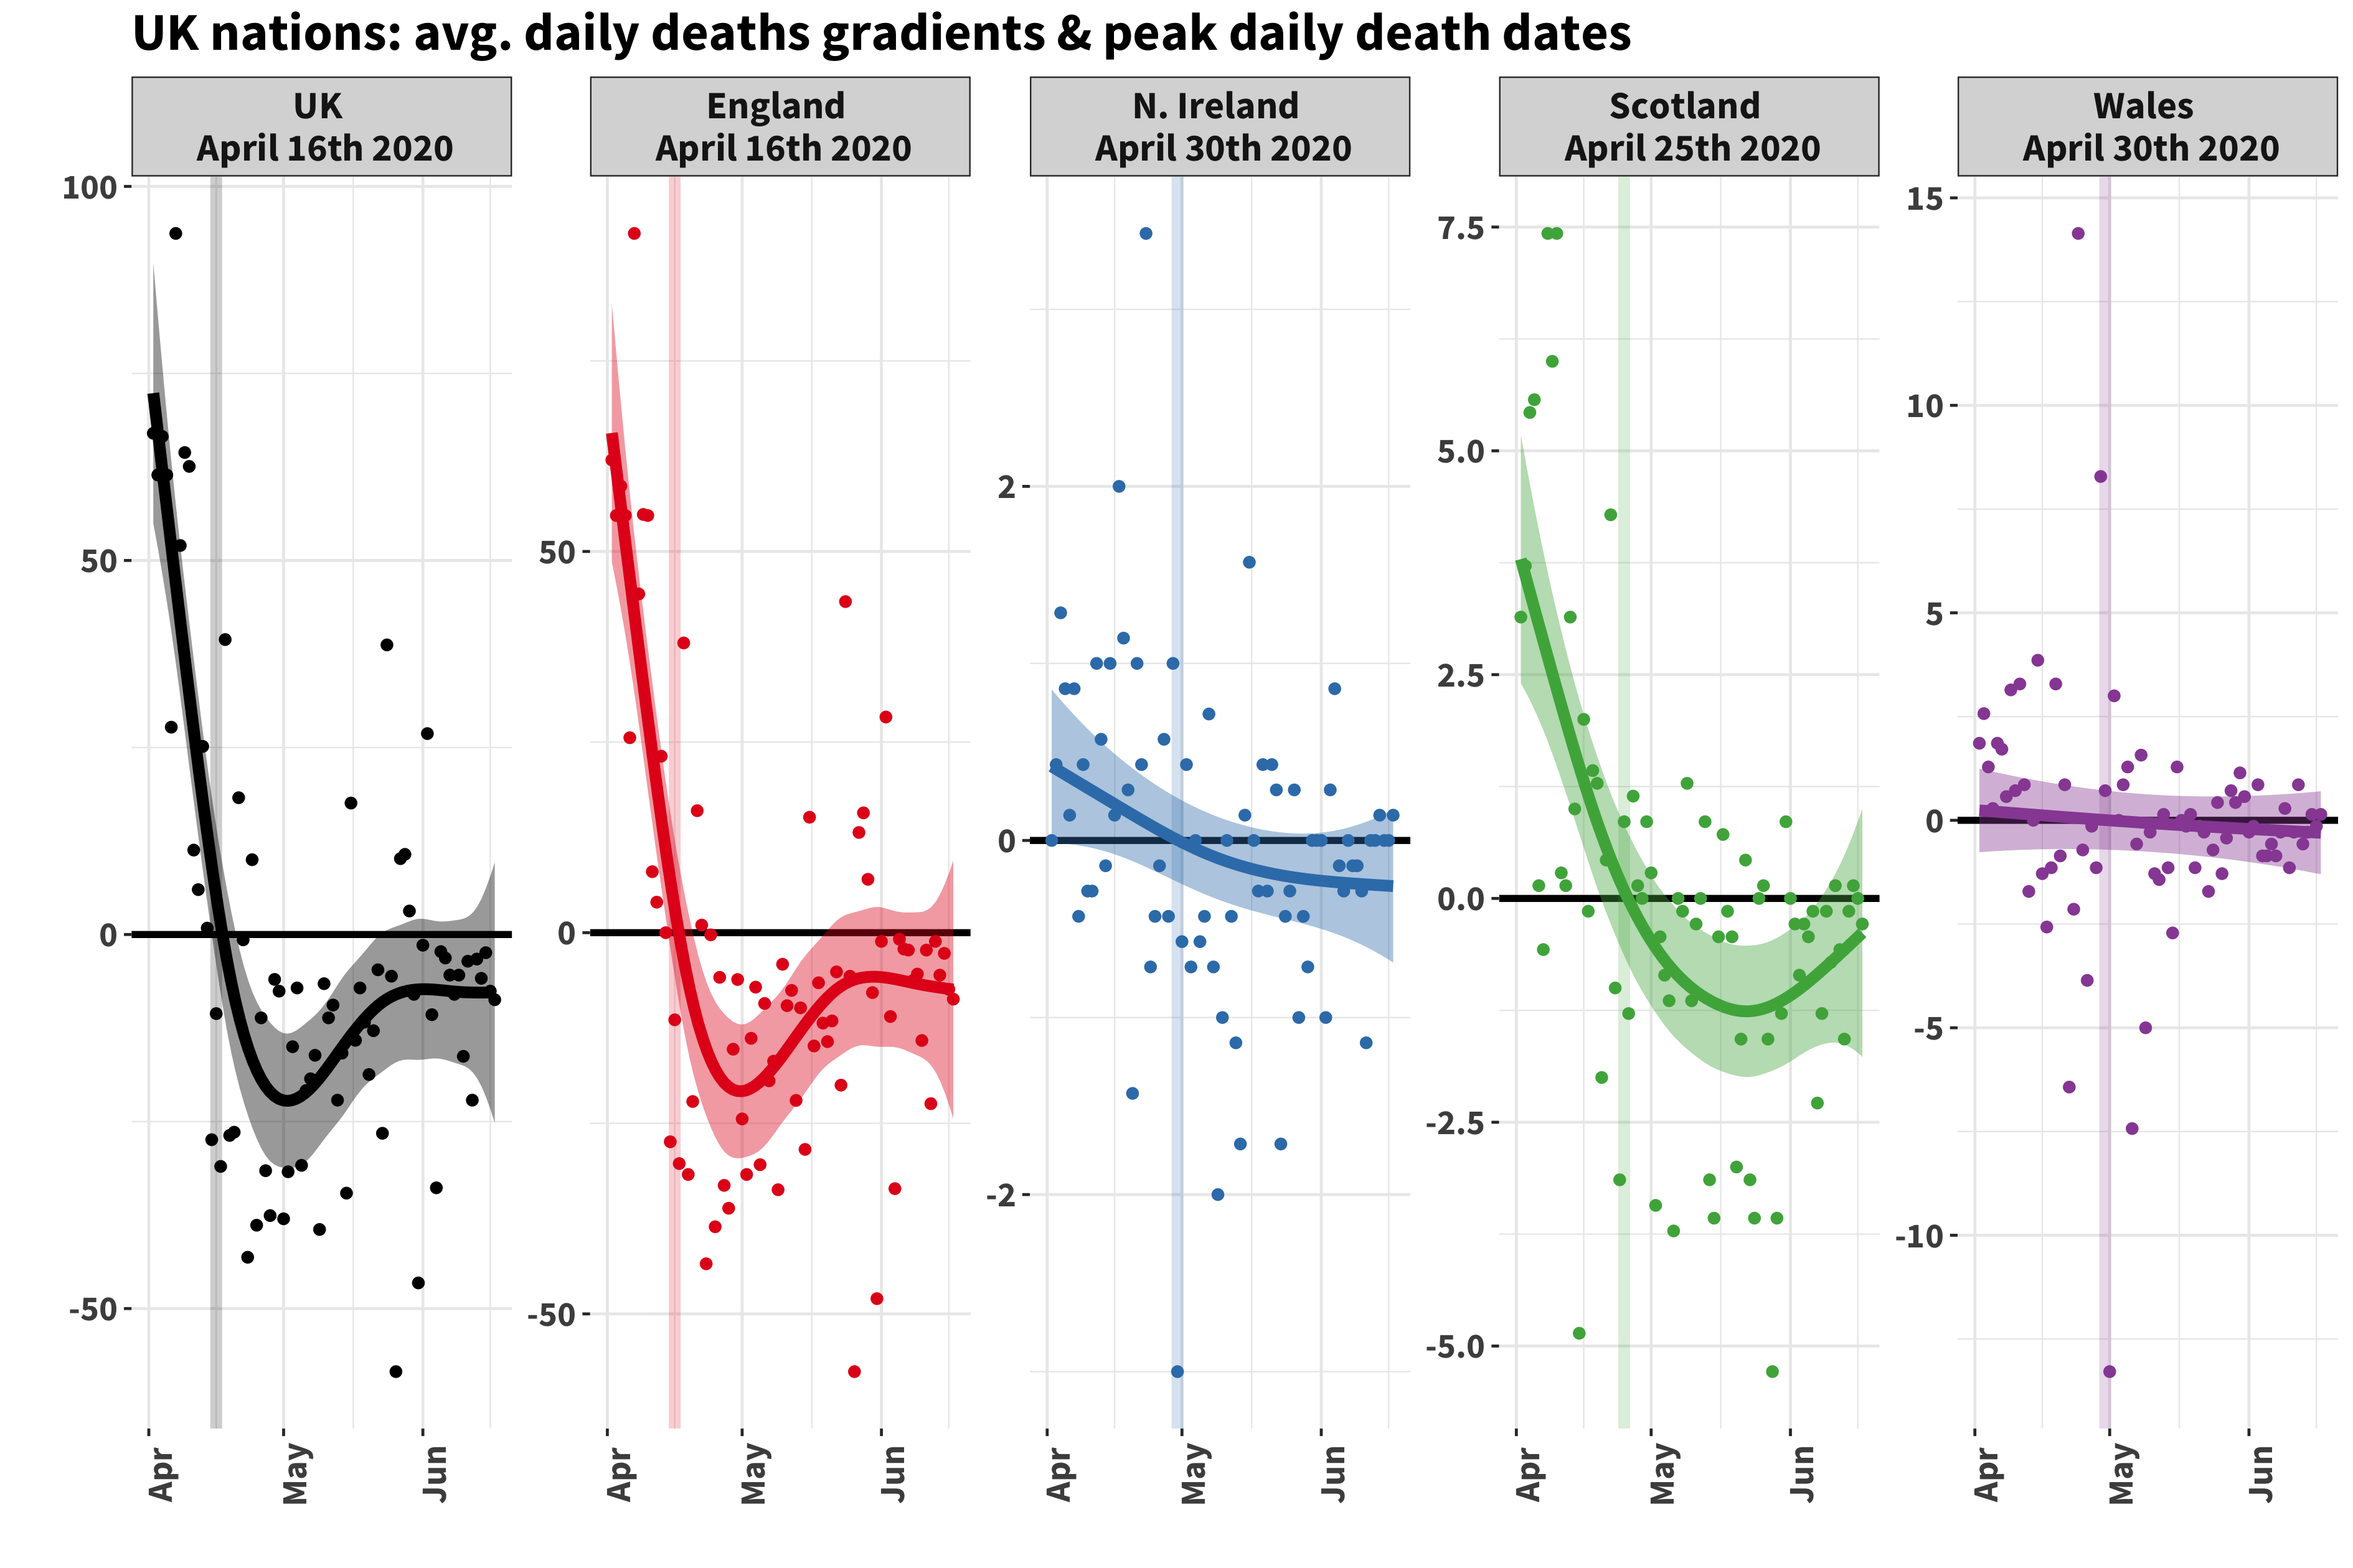 UK nations: avg. daily deaths gradients & peak daily death dates
UK
April 16th 2020
England
April 16th 2020
N. Ireland
April 30th 2020
Scotland
April 25th 2020
Wales
April 30th 2020
100
50
0
-50
Apr
May
Jun
50
0
-50
Apr
May
Jun
2
0
-2
Apr
May
Jun
7.5
5.0
2.5
0.0
-2.5
-5.0
Apr
May
Jun
15
10
5
0
-5
-10
Apr
May
Jun